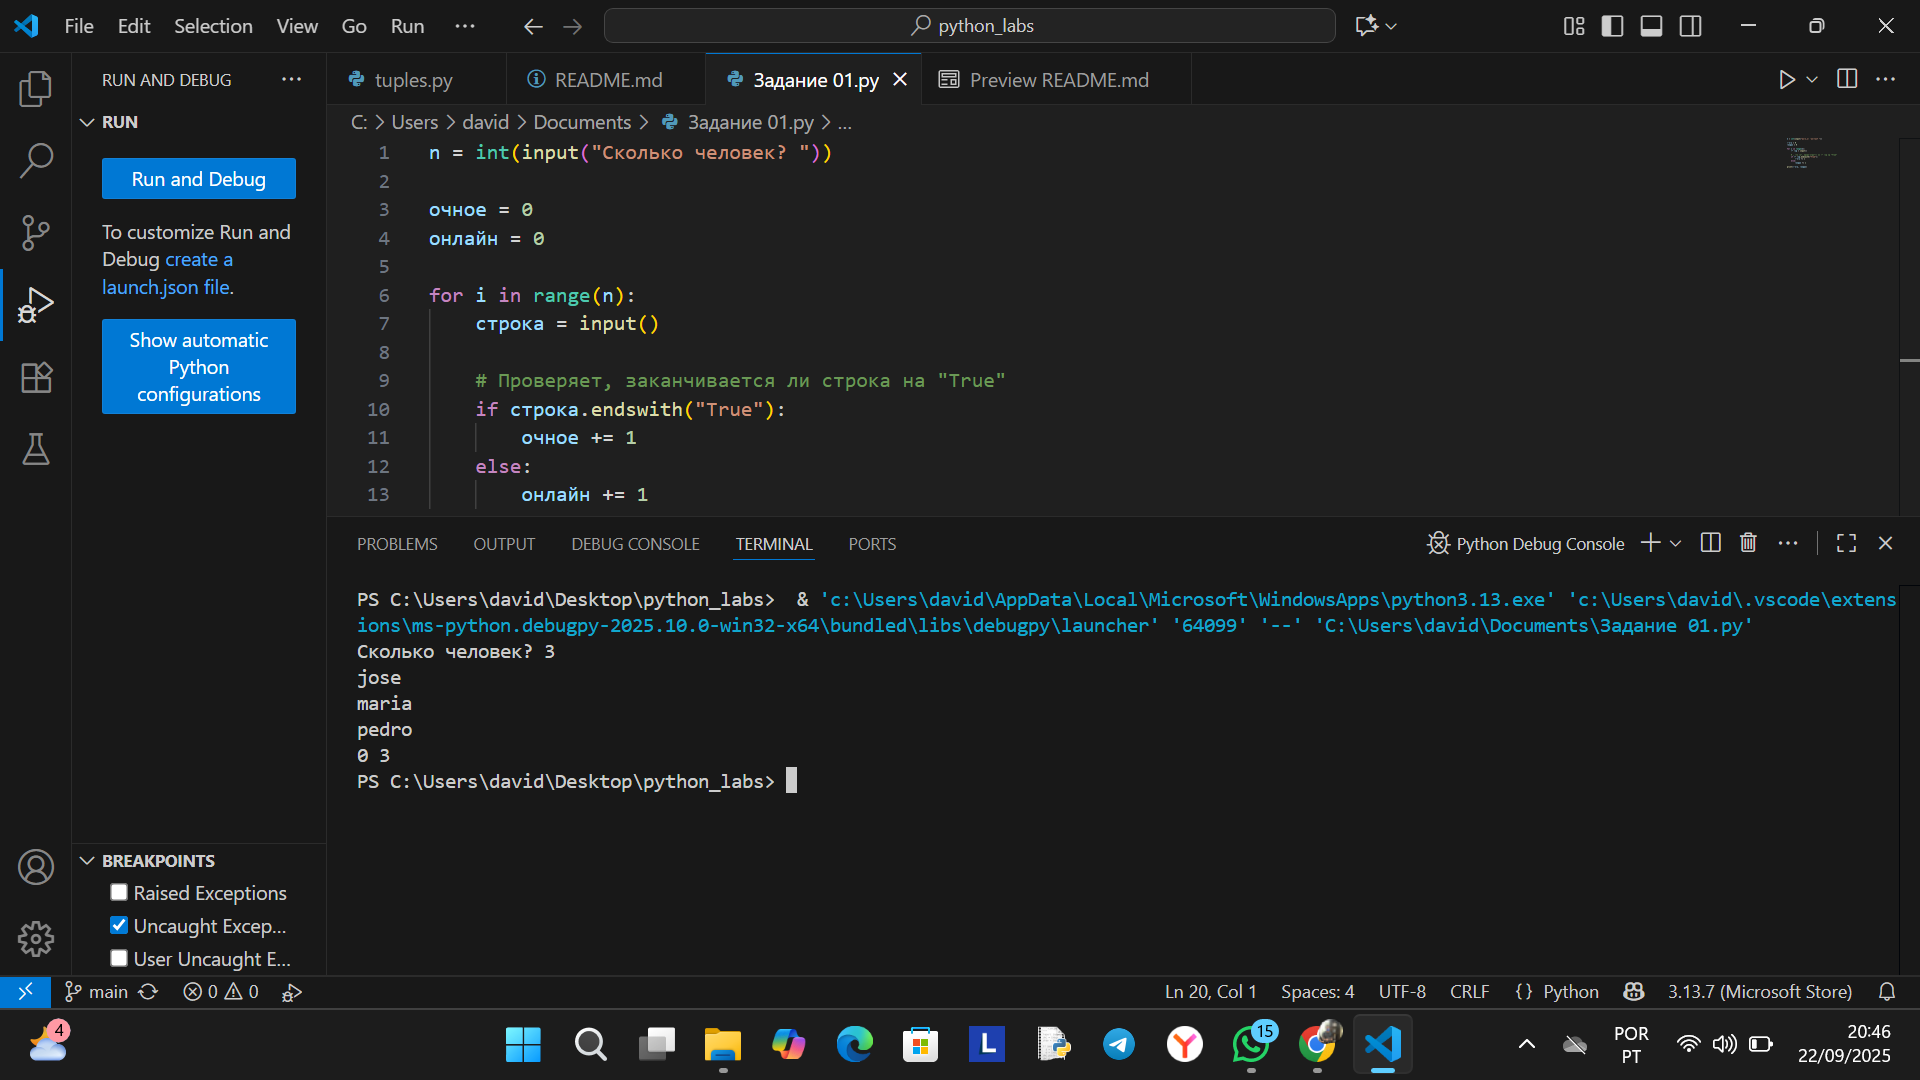 File Edit Selection View Go Run ···
python_labs
RUN AND DEBUG ···
RUN
Run and Debug
To customize Run and
Debug create a
launch.json file.
Show automatic
Python
configurations
BREAKPOINTS
Raised Exceptions
Uncaught Excep...
User Uncaught E...
tuples.py README.md Задание 01.py Preview README.md
C: > Users > david > Documents > Задание 01.py > ...
1 n = int(input("Сколько человек? "))
2
3 очное = 0
4 онлайн = 0
5
6 for i in range(n):
7 строка = input()
8
9 # Проверяет, заканчивается ли строка на "True"
10 if строка.endswith("True"):
11 очное += 1
12 else:
13 онлайн += 1
PROBLEMS OUTPUT DEBUG CONSOLE TERMINAL PORTS Python Debug Console
PS C:\Users\david\Desktop\python_labs> & 'c:\Users\david\AppData\Local\Microsoft\WindowsApps\python3.13.exe' 'c:\Users\david\.vscode\extens
ions\ms-python.debugpy-2025.10.0-win32-x64\bundled\libs\debugpy\launcher' '64099' '--' 'C:\Users\david\Documents\Задание 01.py'
Сколько человек? 3
jose
maria
pedro
0 3
PS C:\Users\david\Desktop\python_labs>
main 0 0 Ln 20, Col 1 Spaces: 4 UTF-8 CRLF {} Python 3.13.7 (Microsoft Store)
4 L 15 POR 20:46
PT 22/09/2025